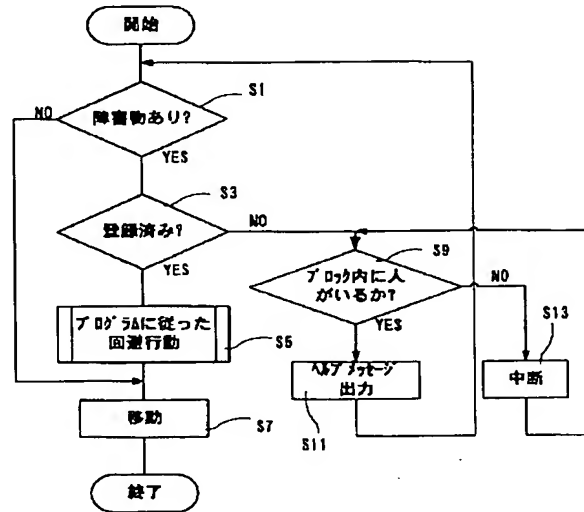 開始
障害物あり?
S1
NO
YES
登録済み?
S3
NO
YES
ブロック内に人
がいるか?
S9
NO
YES
プログラムに従った
回避行動
S5
ヘルプメッセージ
出力
S11
中断
S13
移動
S7
終了